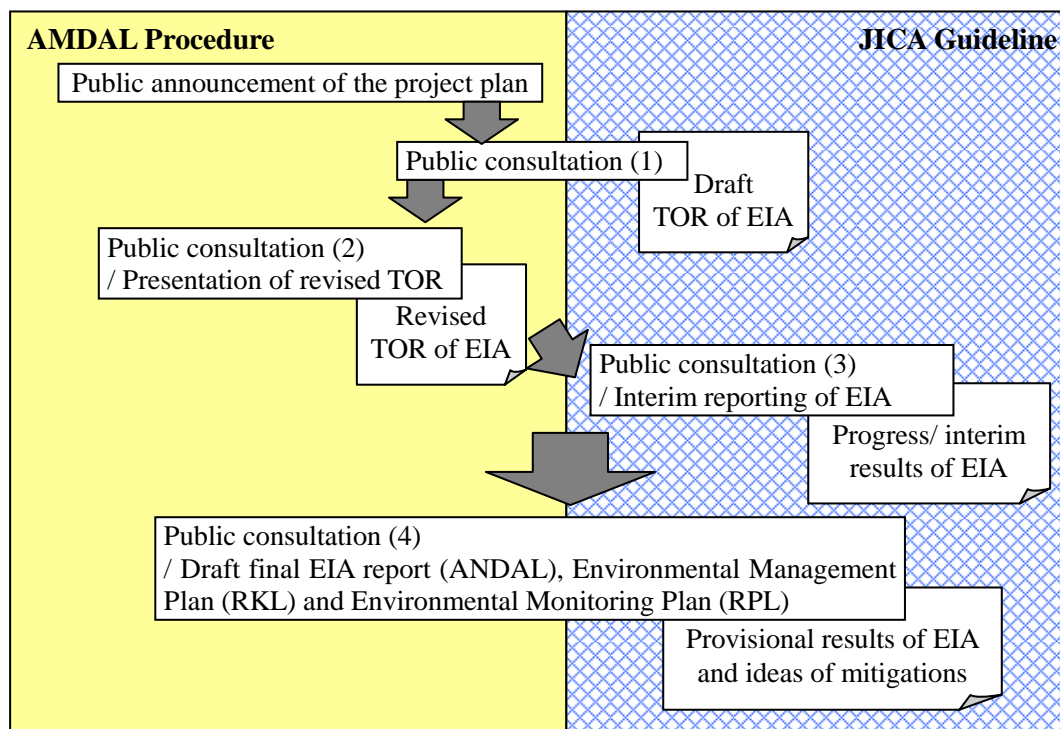 AMDAL Procedure
JICA Guideline
Public announcement of the project plan
Public consultation (1)
Draft
TOR of EIA
Public consultation (2)
/ Presentation of revised TOR
Revised
TOR of EIA
Public consultation (3)
/ Interim reporting of EIA
Progress/ interim
results of EIA
Public consultation (4)
/ Draft final EIA report (ANDAL), Environmental Management
Plan (RKL) and Environmental Monitoring Plan (RPL)
Provisional results of EIA
and ideas of mitigations